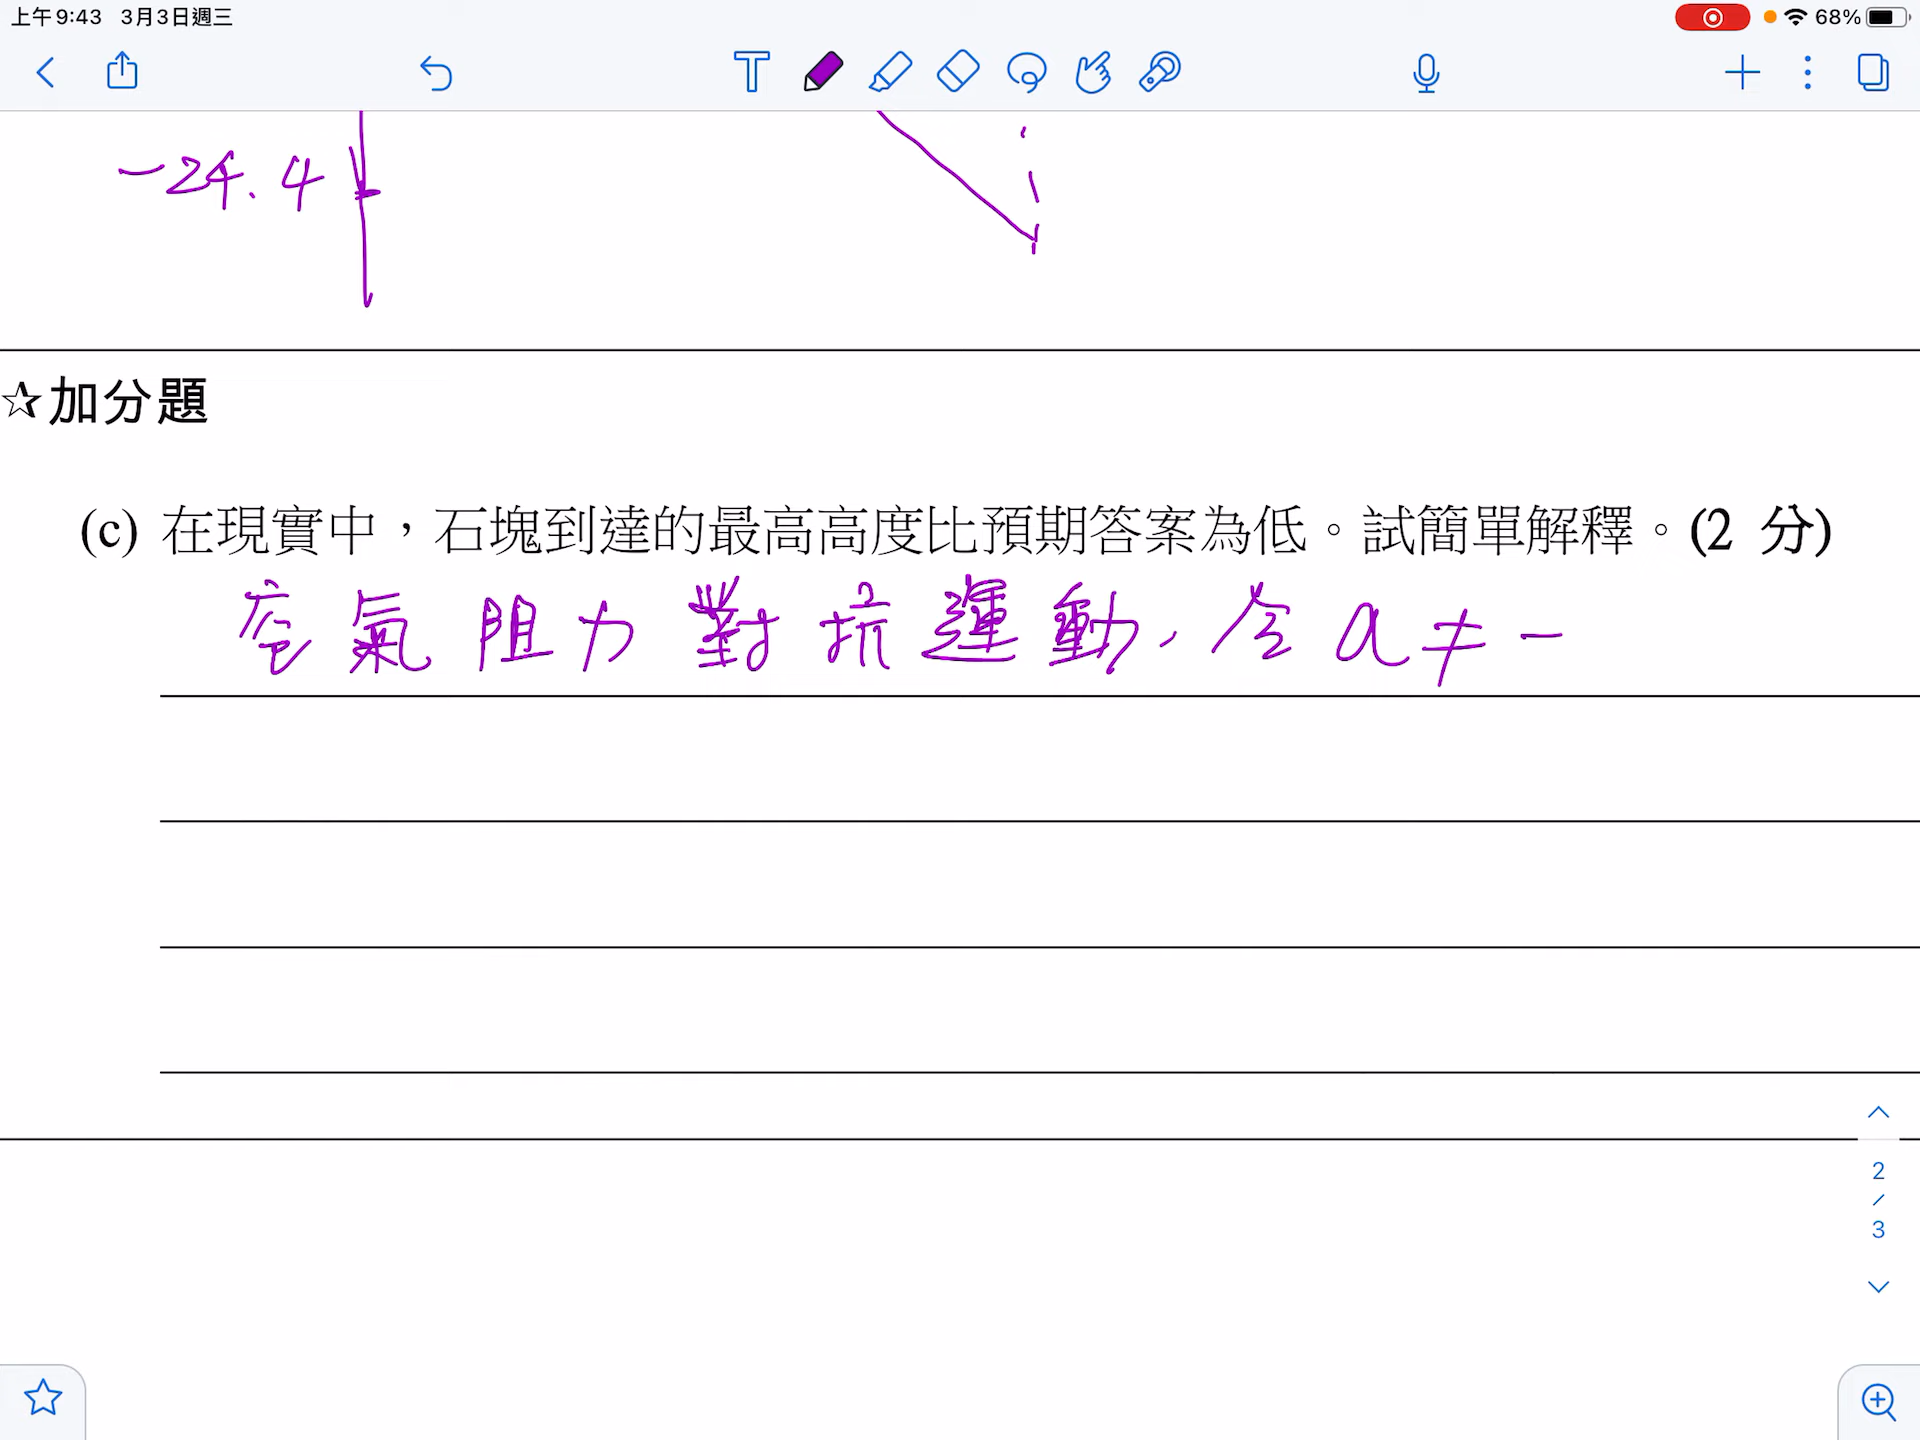 上午9:43 3月3日週三
68%
-24.4
☆加分題
(c) 在現實中，石塊到達的最高高度比預期答案為低。試簡單解釋。(2 分)
空氣阻力對抗運動，令 a ≠ -
2
/
3